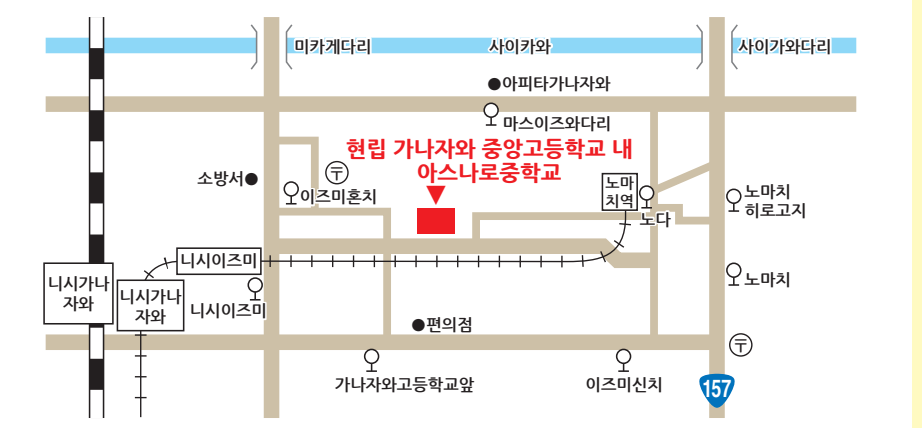 미카게다리
사이카와
사이가와다리
●아피타가나자와
마스이즈와다리
현립 가나자와 중앙고등학교 내
아스나로중학교
소방서●
〒
이즈미혼치
노마
치역
노다
노마치
히로고지
니시이즈미
니시가나
자와
니시가나
자와
니시이즈미
노마치
●편의점
〒
가나자와고등학교앞
이즈미신치
157